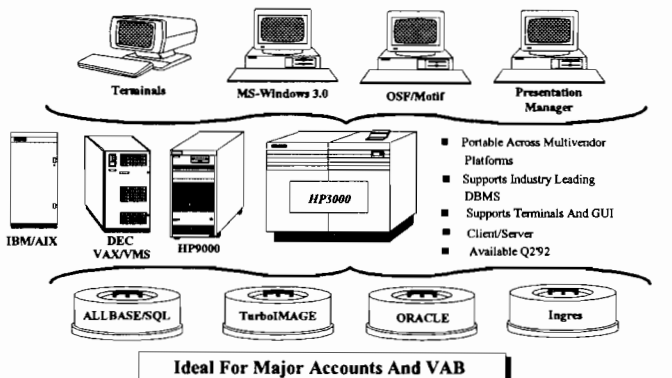 Terminals
MS-Windows 3.0
OSF/Motif
Presentation
Manager
IBM/AIX
DEC
VAX/VMS
HP9000
HP3000
■ Portable Across Multivendor
Platforms
■ Supports Industry Leading
DBMS
■ Supports Terminals And GUI
■ Client/Server
■ Available Q2'92
ALLBASE/SQL
TurboIMAGE
ORACLE
Ingres
Ideal For Major Accounts And VAB